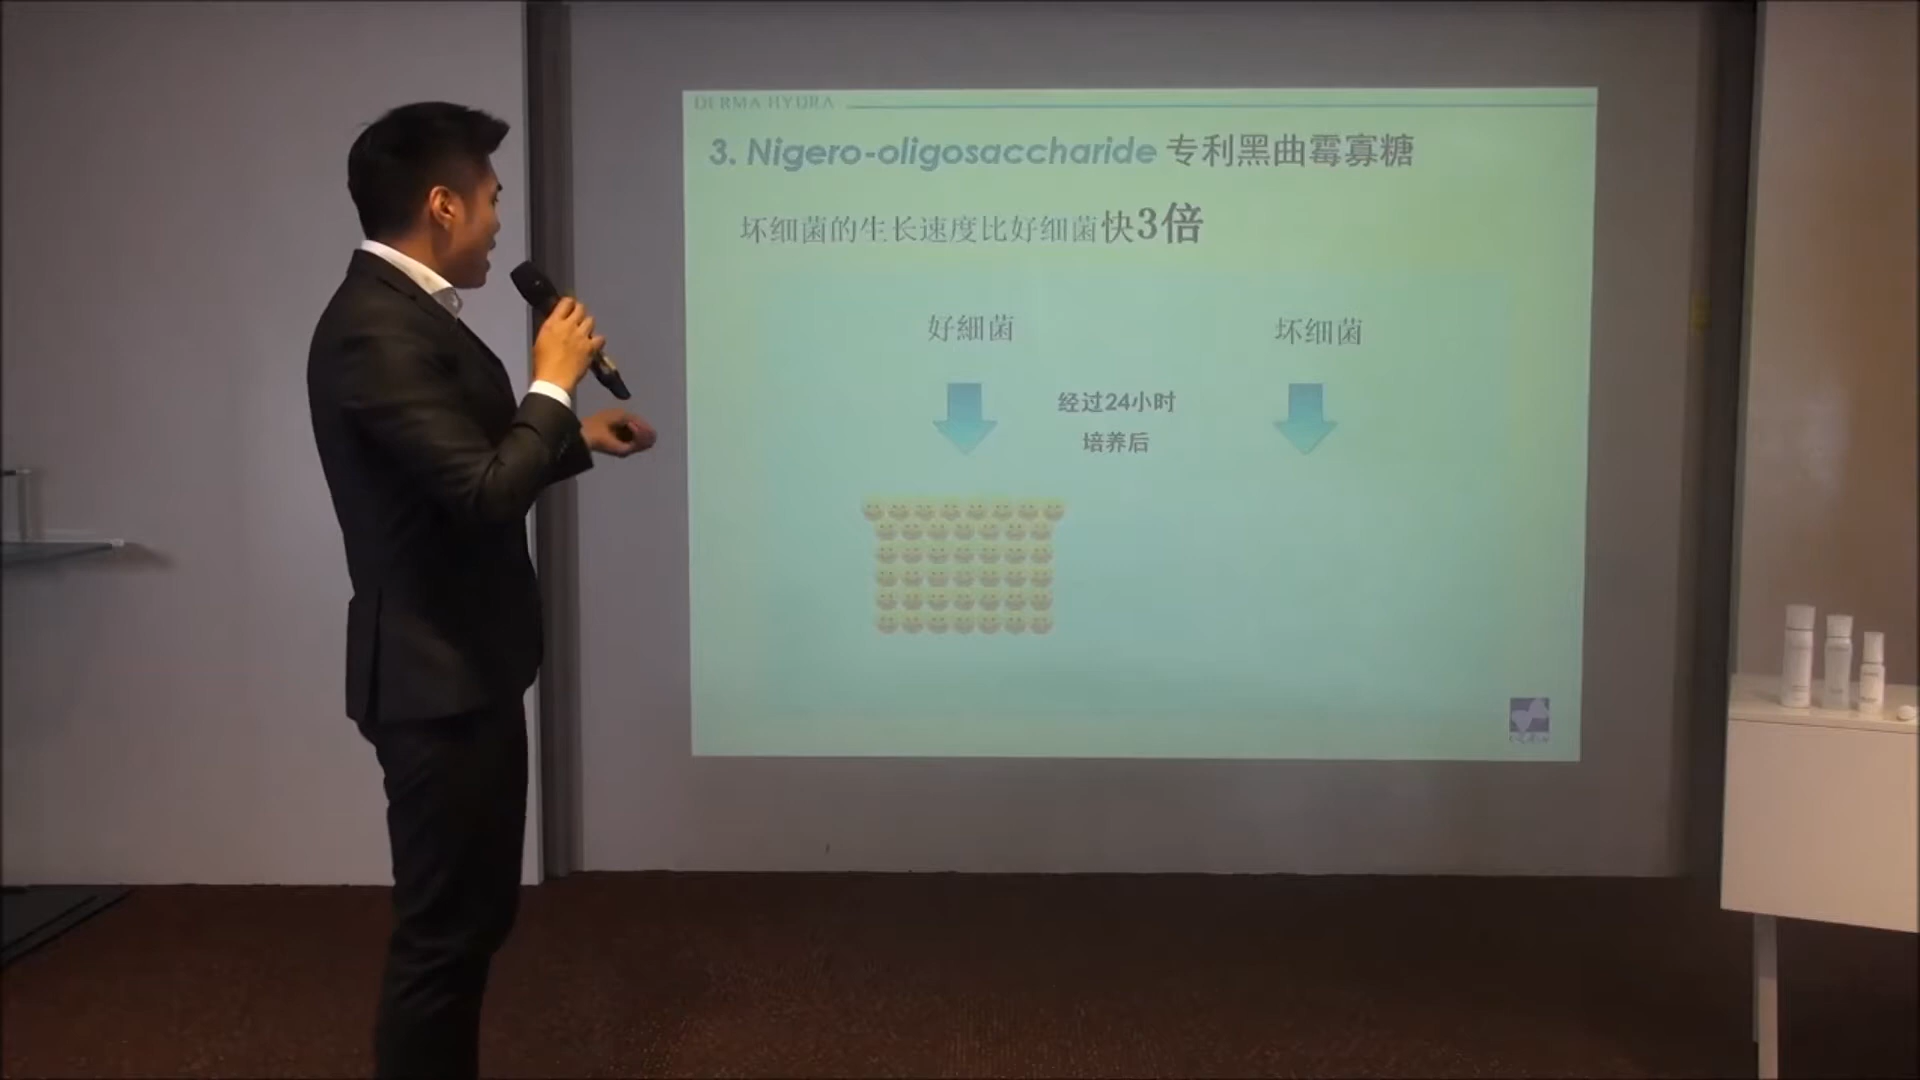 DERMA HYDRA
3. Nigero-oligosaccharide 专利黑曲霉寡糖
坏细菌的生长速度比好细菌快3倍
好細菌
坏细菌
经过24小时
培养后